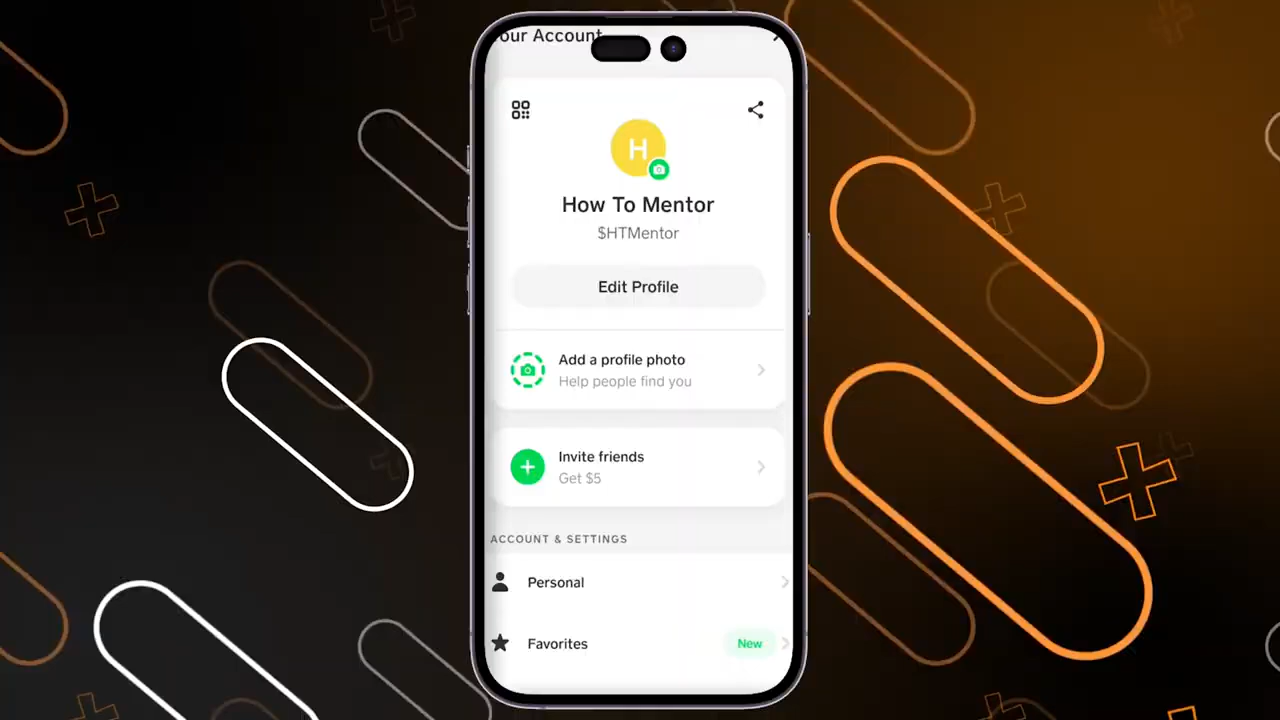 our Account
H
How To Mentor
$HTMentor
Edit Profile
Add a profile photo
Help people find you
Invite friends
Get $5
ACCOUNT & SETTINGS
Personal
Favorites
New